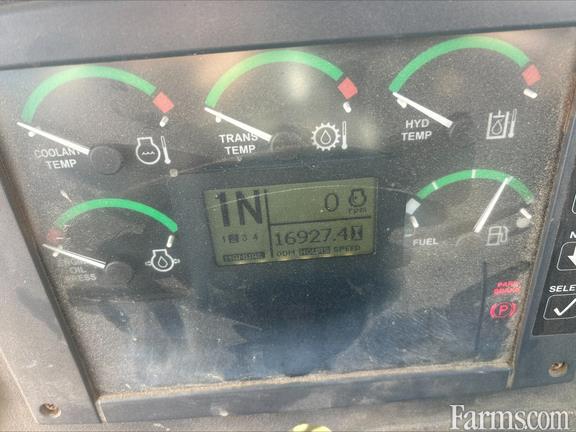 COOLANT
TEMP
TRANS
TEMP
HYD
TEMP
1N
0 rpm
1 2 3 4
16927.4
ODM HOURS SPEED
OIL
PRESS
FUEL
PARK
BRAKE
(P)
SELE
Farms.com